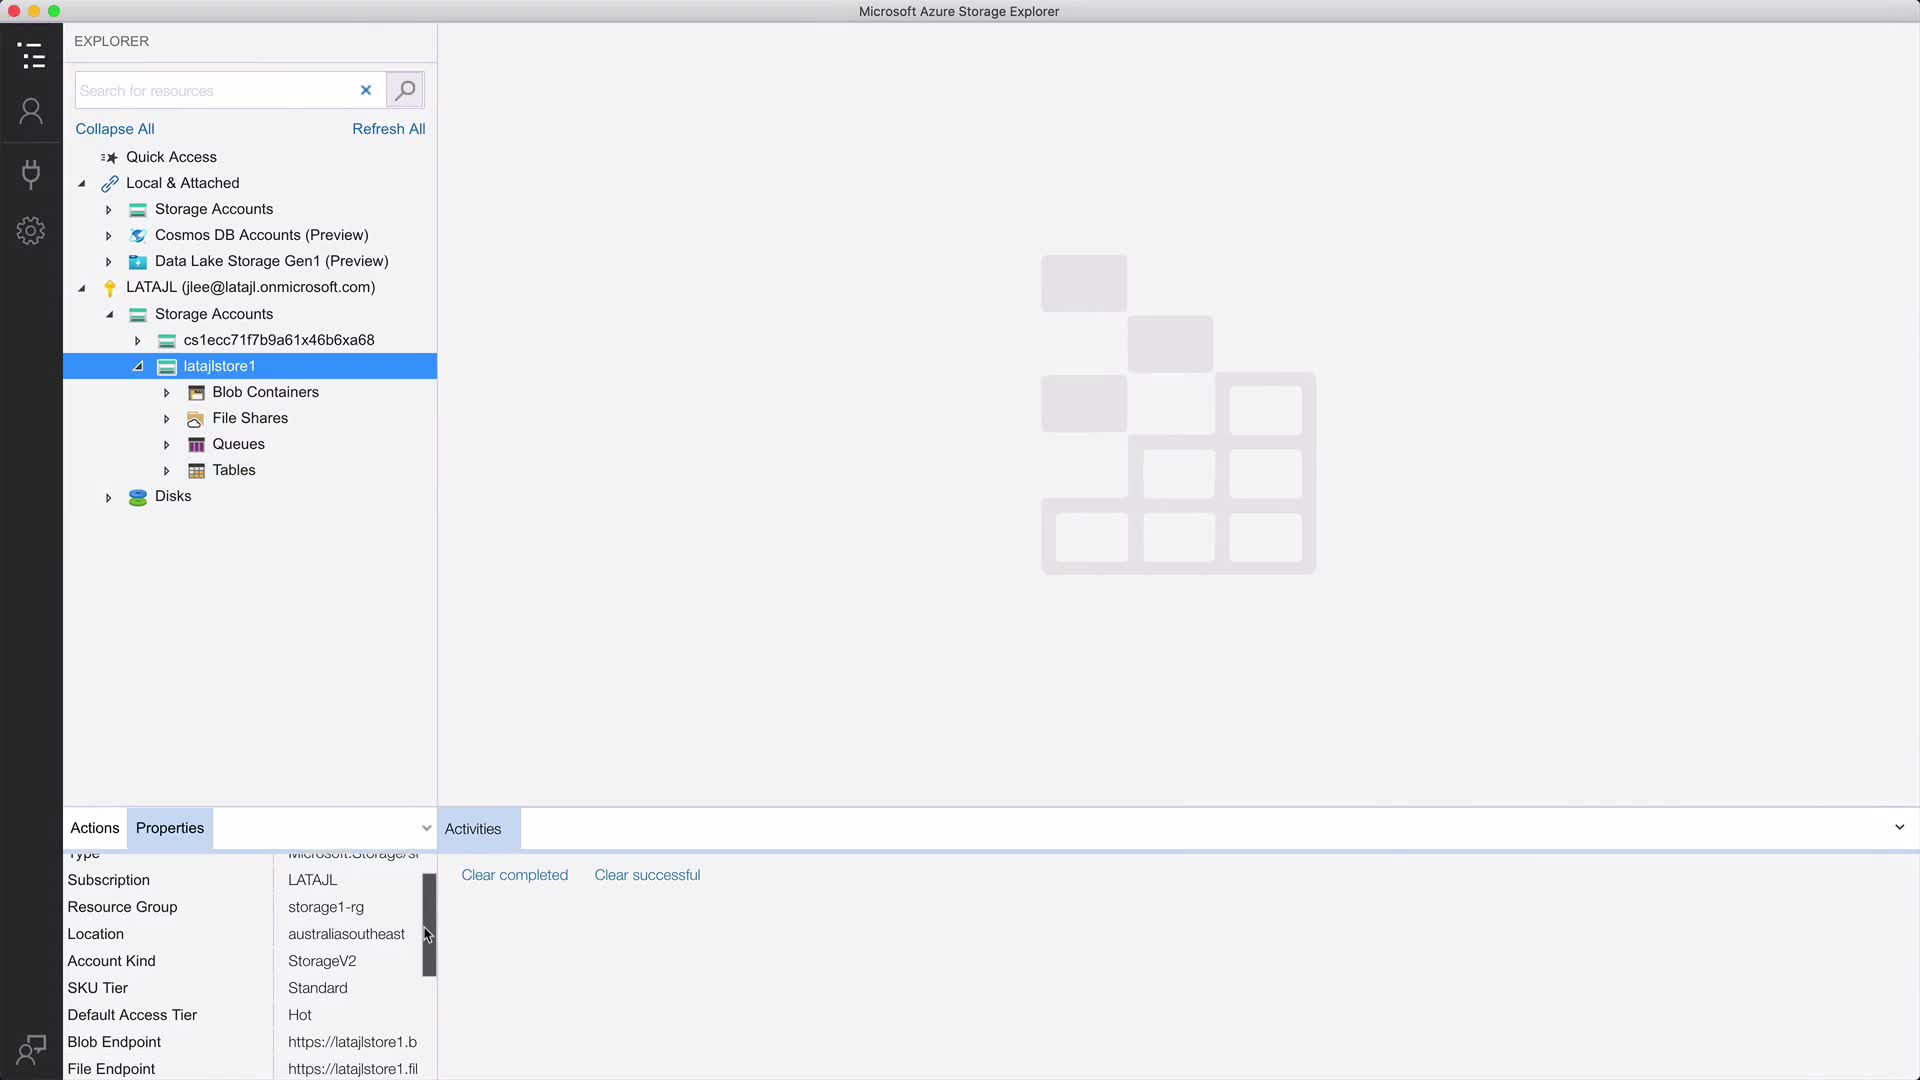 Microsoft Azure Storage Explorer
EXPLORER
Search for resources
Collapse All
Refresh All
Quick Access
Local & Attached
Storage Accounts
Cosmos DB Accounts (Preview)
Data Lake Storage Gen1 (Preview)
LATAJL (jlee@latajl.onmicrosoft.com)
Storage Accounts
cs1ecc71f7b9a61x46b6xa68
latajlstore1
Blob Containers
File Shares
Queues
Tables
Disks
Actions
Properties
Activities
Type
Microsoft.Storage/st
Clear completed
Clear successful
Subscription
LATAJL
Resource Group
storage1-rg
Location
australiasoutheast
Account Kind
StorageV2
SKU Tier
Standard
Default Access Tier
Hot
Blob Endpoint
https://latajlstore1.b
File Endpoint
https://latajlstore1.fil